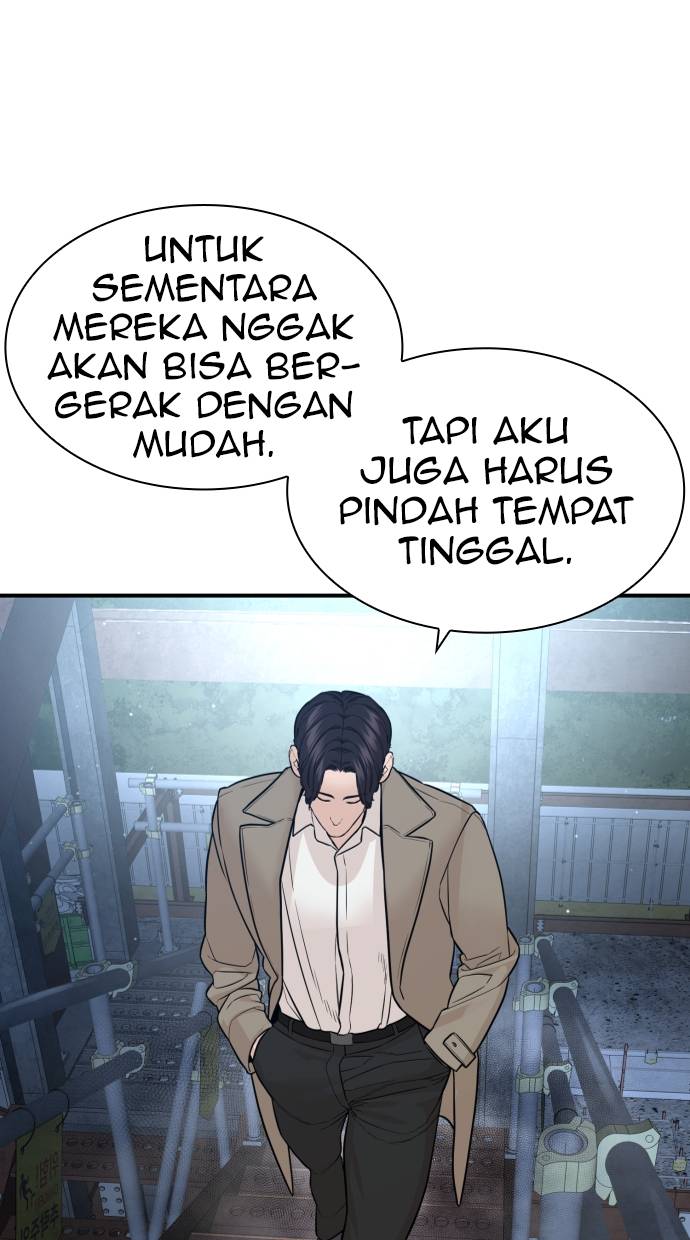 UNTUK
SEMENTARA
MEREKA NGGAK
AKAN BISA BER-
GERAK DENGAN
MUDAH.
TAPI AKU
JUGA HARUS
PINDAH TEMPAT
TINGGAL.